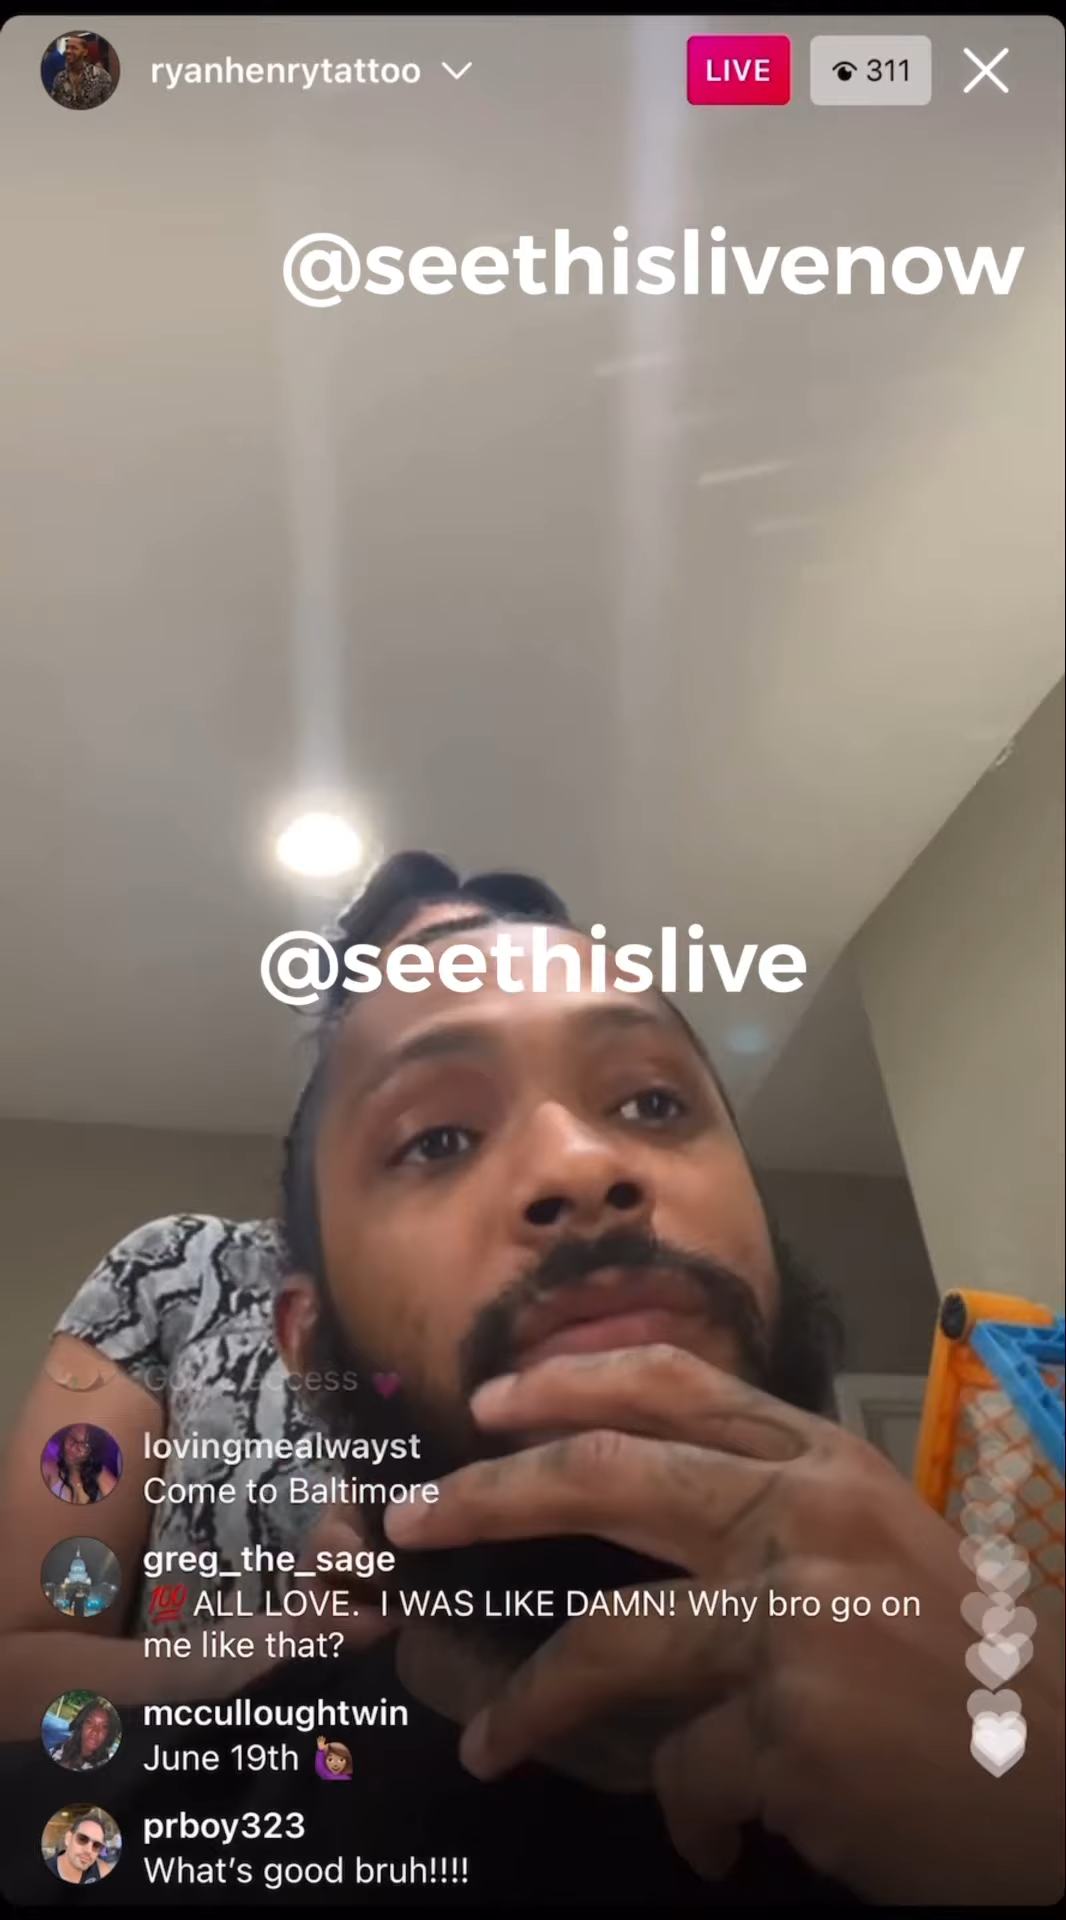 ryanhenrytattoo
LIVE
311
@seethislivenow
@seethislive
lovingmealwayst
Come to Baltimore
greg_the_sage
💯 ALL LOVE. I WAS LIKE DAMN! Why bro go on
me like that?
mcculloughtwin
June 19th 🙋🏽‍♀️
prboy323
What's good bruh!!!!